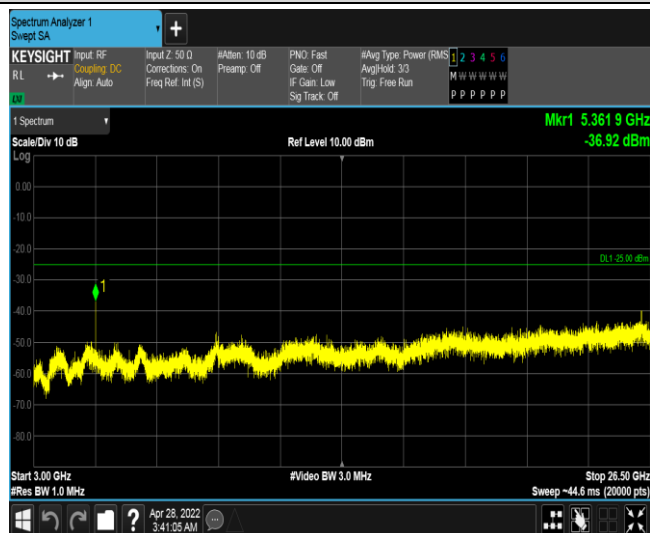 Spectrum Analyzer 1
Swept SA
+
KEYSIGHT
RL
Input: RF
Coupling: DC
Align: Auto
Input Z: 50 Ω
Corrections: On
Freq Ref: Int (S)
#Atten: 10 dB
Preamp: Off
PNO: Fast
Gate: Off
IF Gain: Low
Sig Track: Off
#Avg Type: Power (RMS
Avg|Hold: 3/3
Trig: Free Run
1 2 3 4 5 6
M W W W W W
P P P P P P
1 Spectrum
Mkr1 5.361 9 GHz
-36.92 dBm
Scale/Div 10 dB
Ref Level 10.00 dBm
Log
0.00
-10.0
-20.0
DL1 -25.00 dBm
-30.0
1
-40.0
-50.0
-60.0
-70.0
-80.0
Start 3.00 GHz
#Video BW 3.0 MHz
Stop 26.50 GHz
#Res BW 1.0 MHz
Sweep ~44.6 ms (20000 pts)
?
Apr 28, 2022
3:41:05 AM